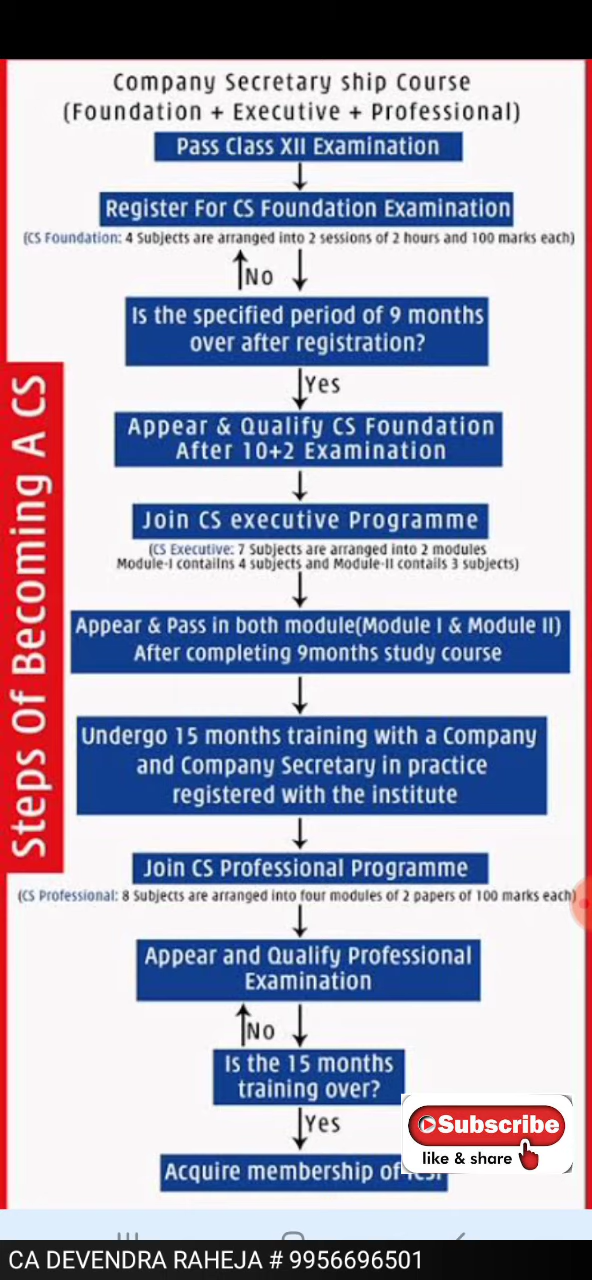 Company Secretary ship Course
(Foundation + Executive + Professional)
Pass Class XII Examination
Register For CS Foundation Examination
(CS Foundation: 4 Subjects are arranged into 2 sessions of 2 hours and 100 marks each)
No
Is the specified period of 9 months
over after registration?
Yes
Appear & Qualify CS Foundation
After 10+2 Examination
Join CS executive Programme
(CS Executive: 7 Subjects are arranged into 2 modules
Module-I contailns 4 subjects and Module-II contails 3 subjects)
Appear & Pass in both module(Module I & Module II)
After completing 9months study course
Undergo 15 months training with a Company
and Company Secretary in practice
registered with the institute
Join CS Professional Programme
(CS Professional: 8 Subjects are arranged into four modules of 2 papers of 100 marks each)
Appear and Qualify Professional
Examination
No
Is the 15 months
training over?
Yes
Acquire membership of
Steps Of Becoming A CS
Subscribe
like & share
CA DEVENDRA RAHEJA # 9956696501